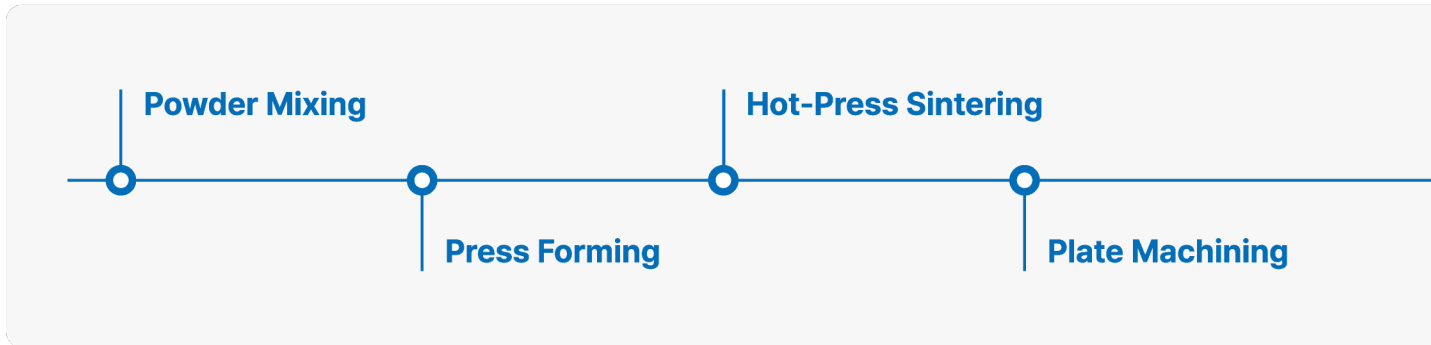 Powder Mixing
Press Forming
Hot-Press Sintering
Plate Machining